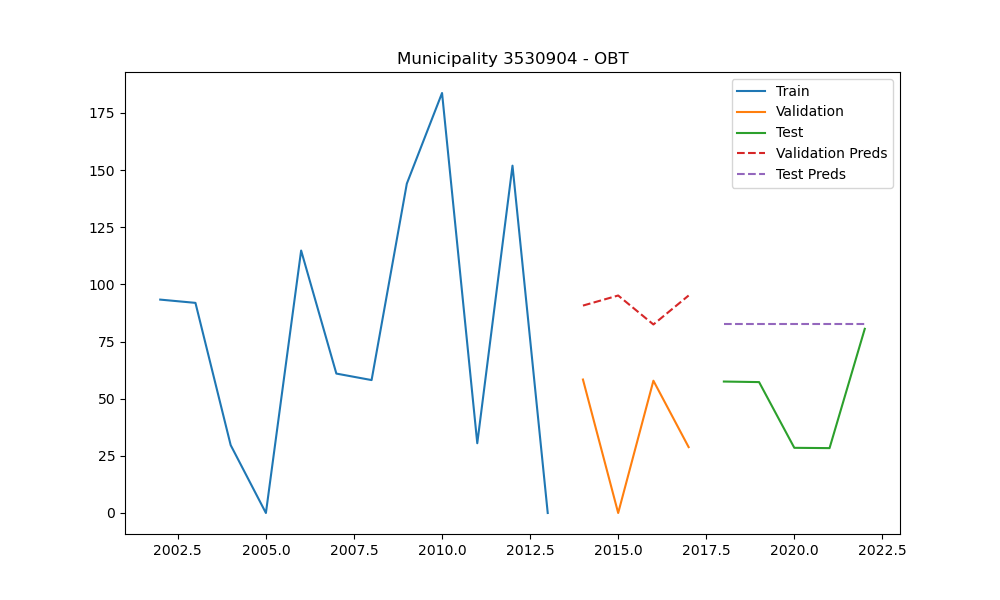 Municipality 3530904 - OBT
Train
Validation
Test
Validation Preds
Test Preds
175
150
125
100
75
50
25
0
2002.5 2005.0 2007.5 2010.0 2012.5 2015.0 2017.5 2020.0 2022.5